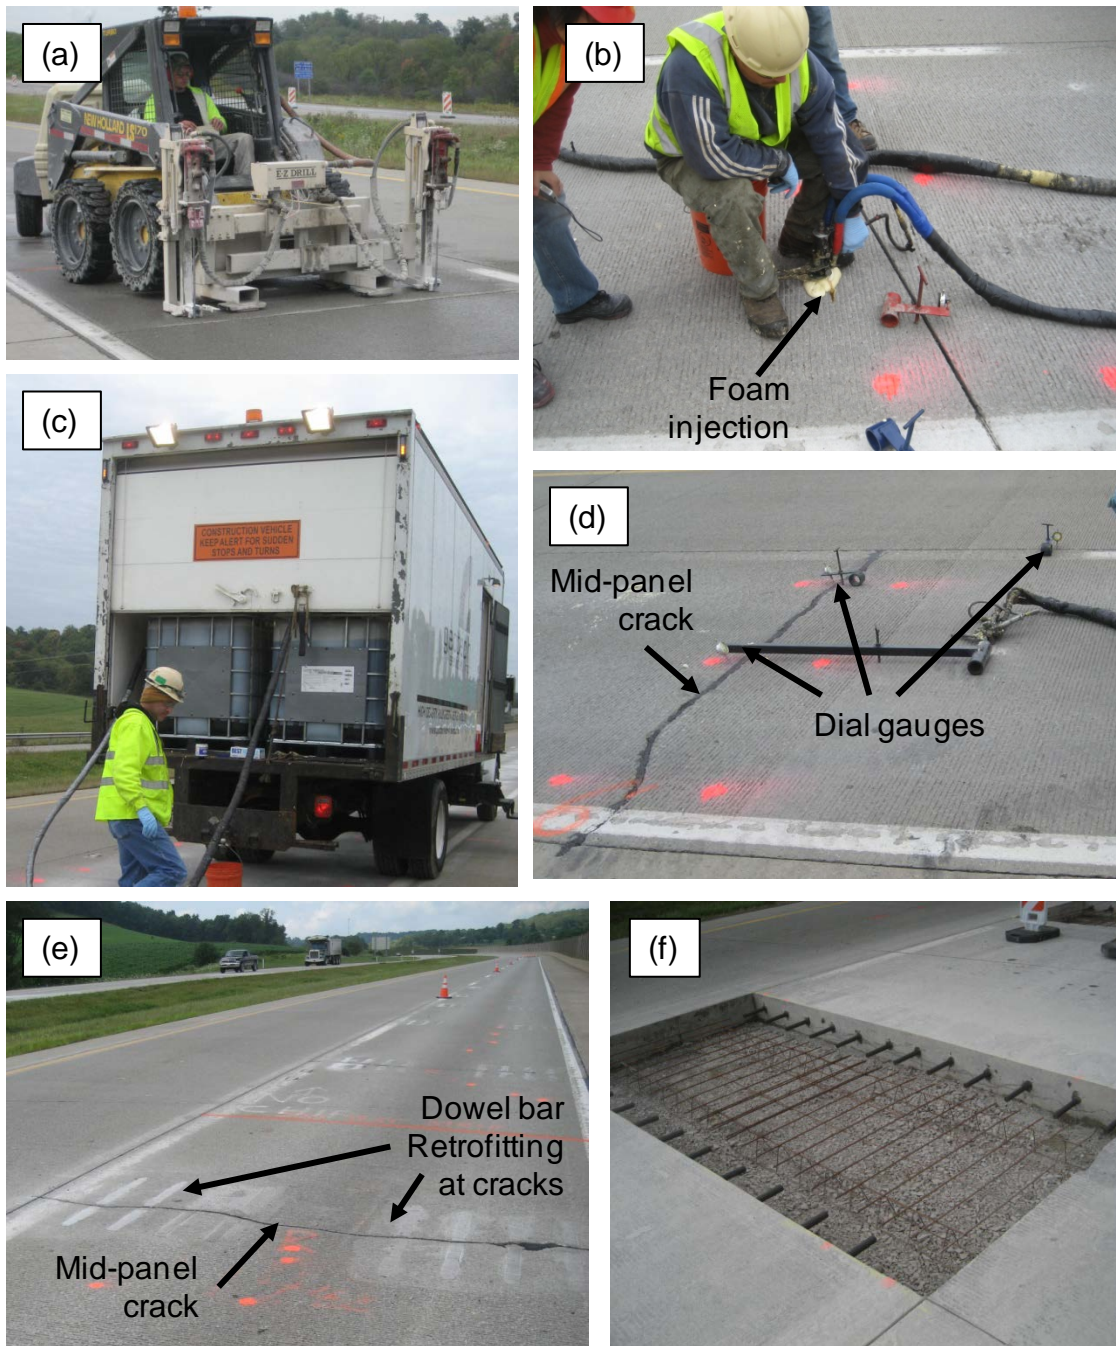 (a)
NEW HOLLAND LS170
E-Z DRILL
(b)
Foam
injection
(c)
CONSTRUCTION VEHICLE
KEEP ALERT FOR SUDDEN
STOPS AND TURNS
(d)
Mid-panel
crack
Dial gauges
(e)
Dowel bar
Retrofitting
at cracks
Mid-panel
crack
(f)